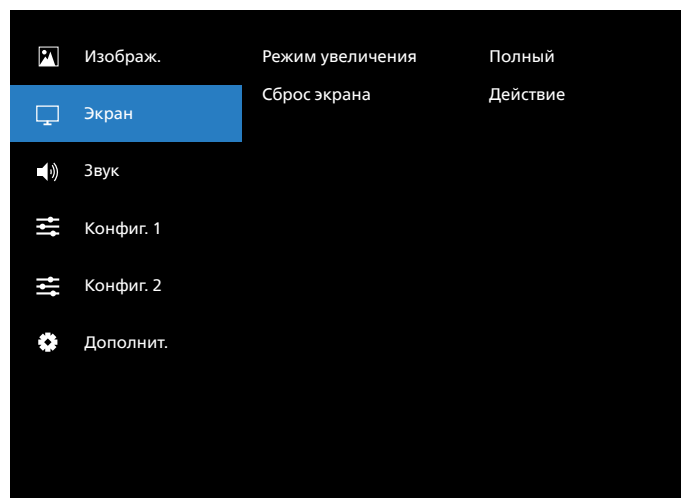 Изображ.
Экран
Звук
Конфиг. 1
Конфиг. 2
Дополнит.
Режим увеличения Полный
Сброс экрана Действие